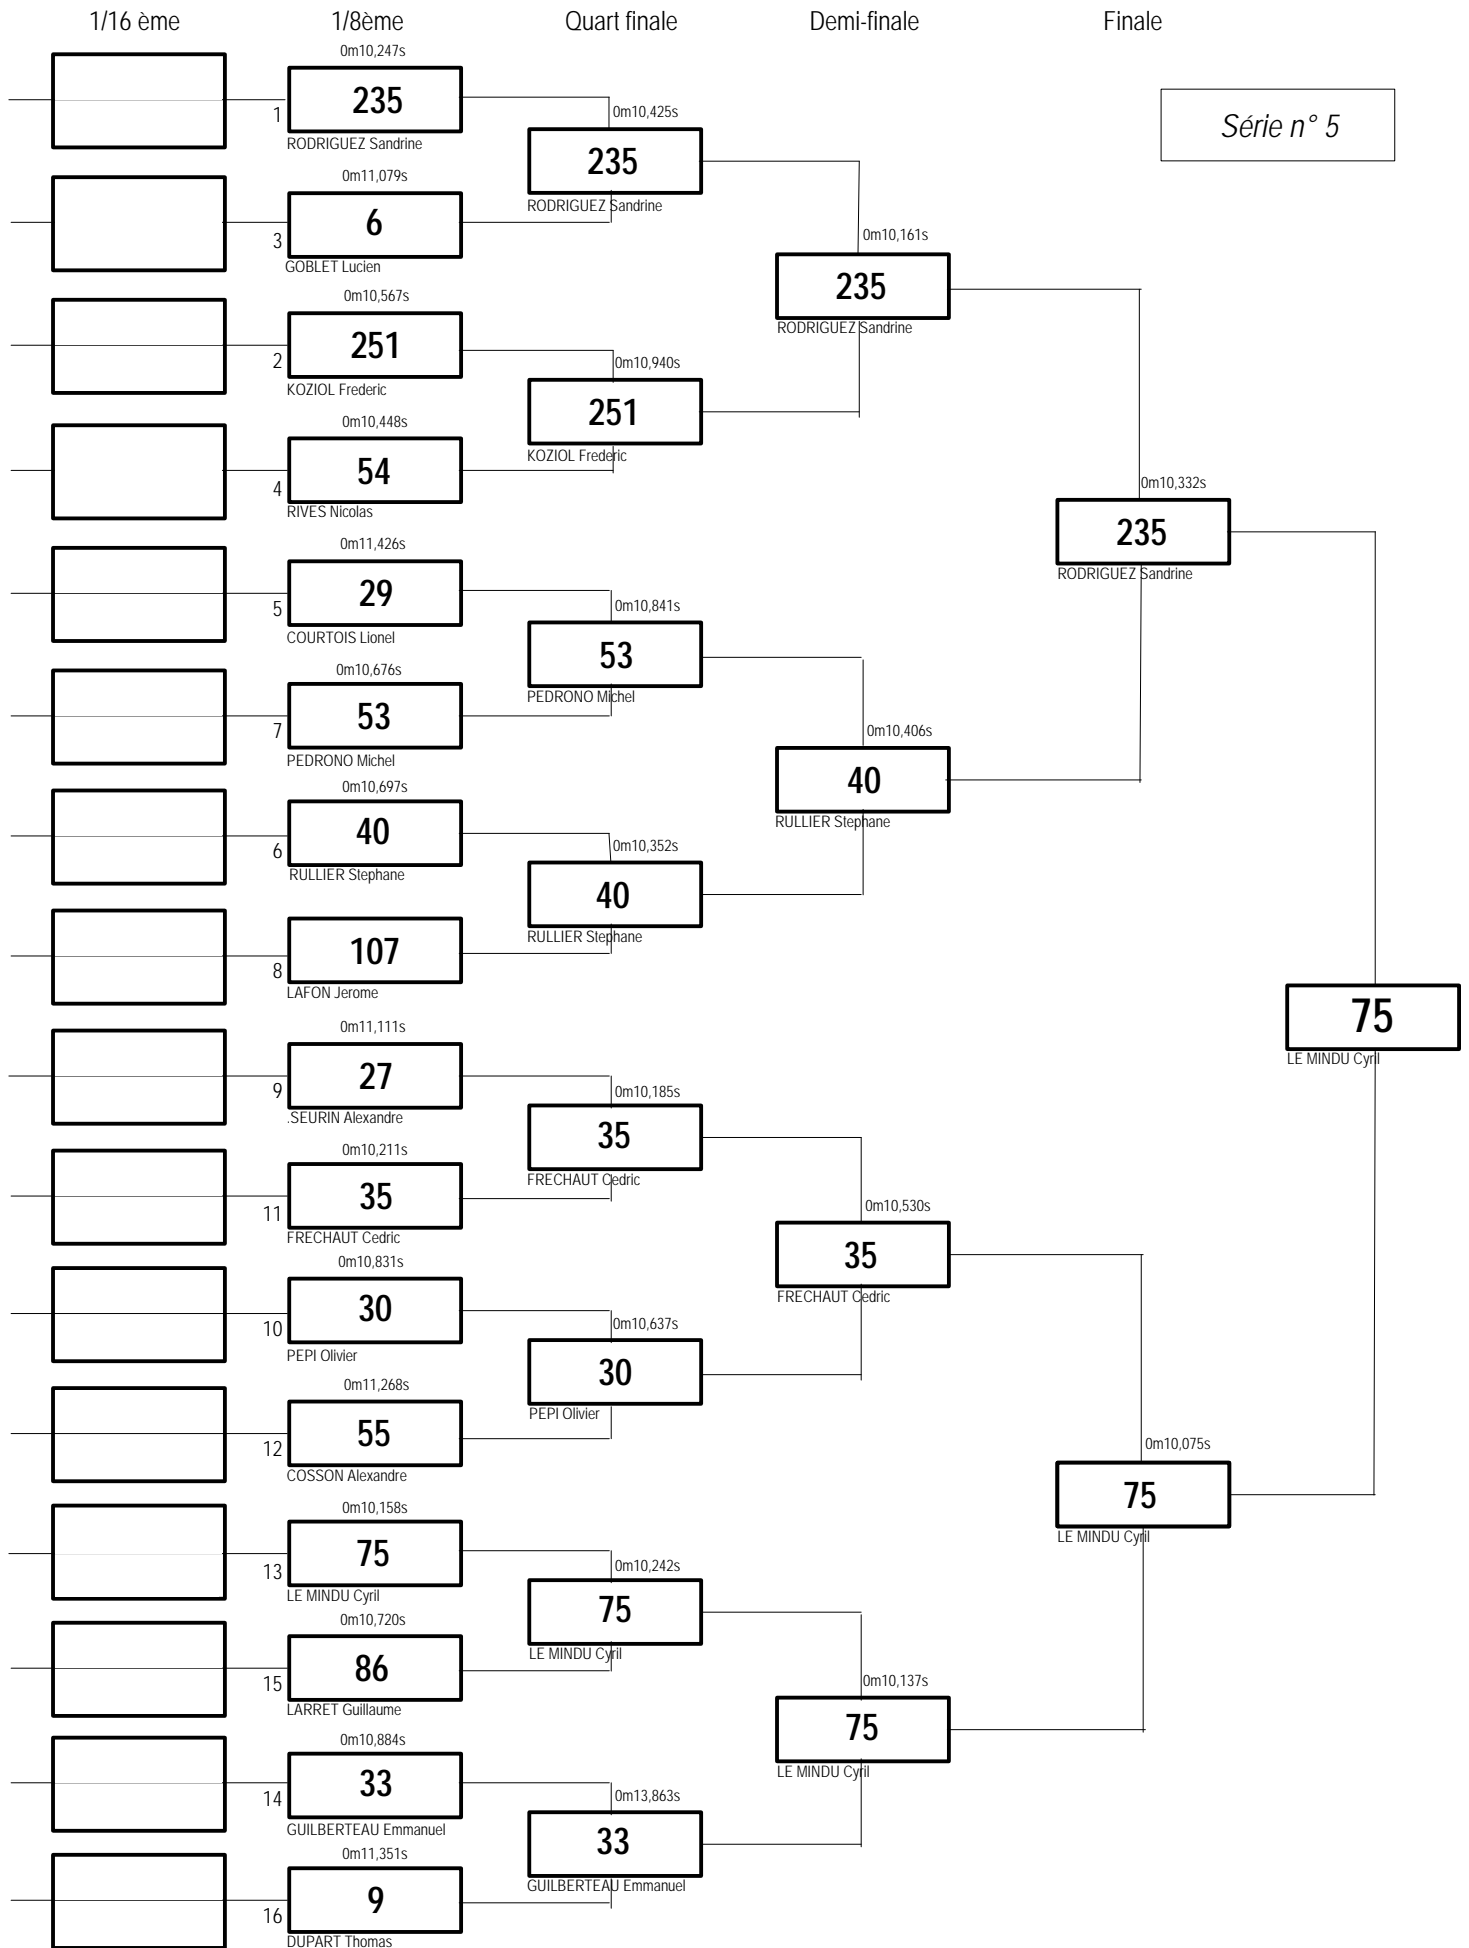 1/16 ème
1/8ème
Quart finale
Demi-finale
Finale
Série n° 5
0m10,247s
1
235
RODRIGUEZ Sandrine
0m11,079s
3
6
GOBLET Lucien
0m10,567s
2
251
KOZIOL Frederic
0m10,448s
4
54
RIVES Nicolas
0m11,426s
5
29
COURTOIS Lionel
0m10,676s
7
53
PEDRONO Michel
0m10,697s
6
40
RULLIER Stephane
8
107
LAFON Jerome
0m11,111s
9
27
.SEURIN Alexandre
0m10,211s
11
35
FRECHAUT Cedric
0m10,831s
10
30
PEPI Olivier
0m11,268s
12
55
COSSON Alexandre
0m10,158s
13
75
LE MINDU Cyril
0m10,720s
15
86
LARRET Guillaume
0m10,884s
14
33
GUILBERTEAU Emmanuel
0m11,351s
16
9
DUPART Thomas
0m10,425s
235
RODRIGUEZ Sandrine
0m10,940s
251
KOZIOL Frederic
0m10,841s
53
PEDRONO Michel
0m10,352s
40
RULLIER Stephane
0m10,185s
35
FRECHAUT Cedric
0m10,637s
30
PEPI Olivier
0m10,242s
75
LE MINDU Cyril
0m13,863s
33
GUILBERTEAU Emmanuel
0m10,161s
235
RODRIGUEZ Sandrine
0m10,406s
40
RULLIER Stephane
0m10,530s
35
FRECHAUT Cedric
0m10,137s
75
LE MINDU Cyril
0m10,332s
235
RODRIGUEZ Sandrine
0m10,075s
75
LE MINDU Cyril
75
LE MINDU Cyril